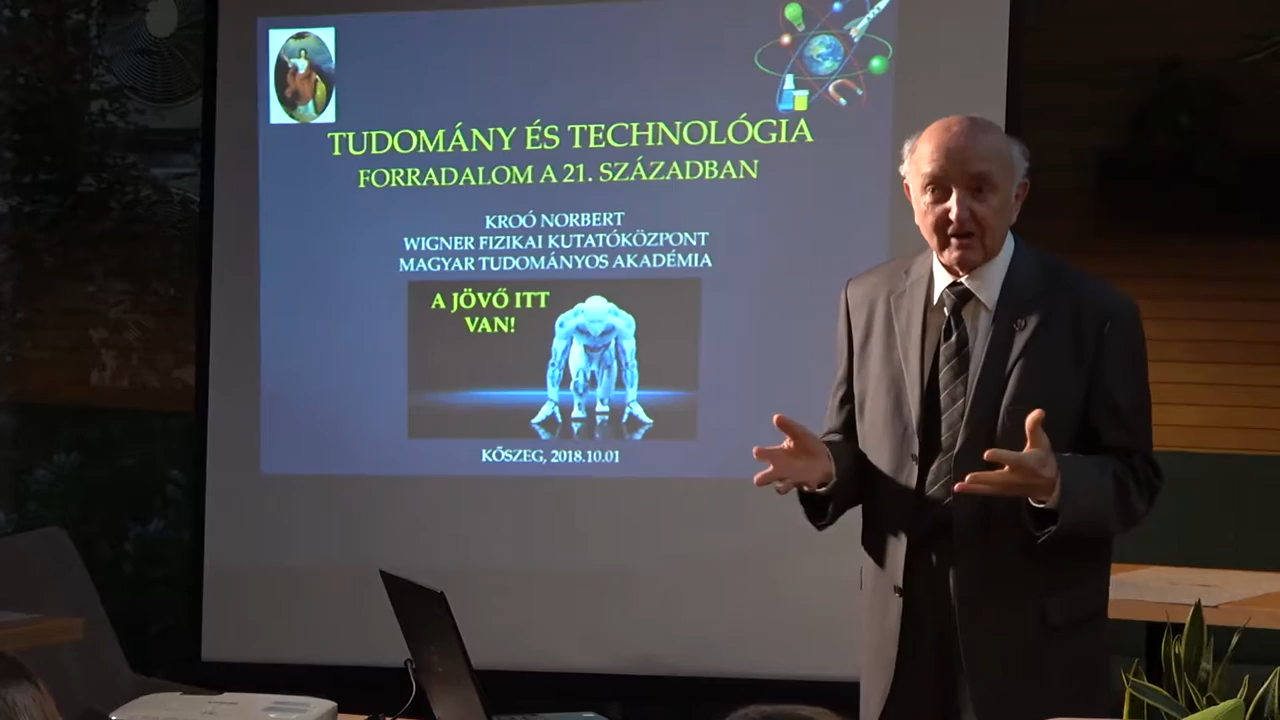 TUDOMÁNY ÉS TECHNOLÓGIA
FORRADALOM A 21. SZÁZADBAN
KROÓ NORBERT
WIGNER FIZIKAI KUTATÓKÖZPONT
MAGYAR TUDOMÁNYOS AKADÉMIA
A JÖVŐ ITT
VAN!
KŐSZEG, 2018.10.01